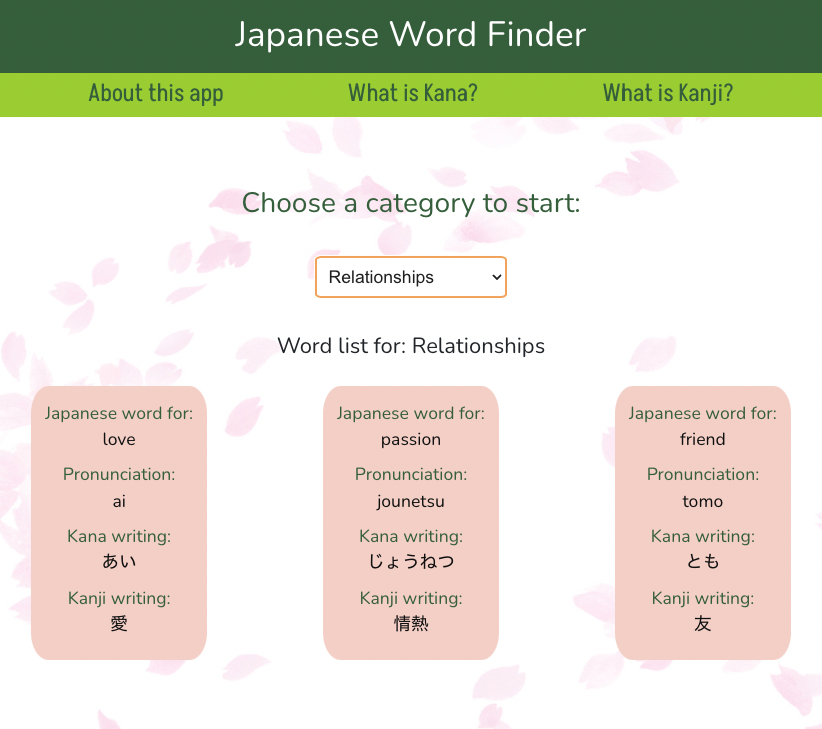 Japanese Word Finder
About this app
What is Kana?
What is Kanji?
Choose a category to start:
Relationships
Word list for: Relationships
Japanese word for:
love
Pronunciation:
ai
Kana writing:
あい
Kanji writing:
愛
Japanese word for:
passion
Pronunciation:
jounetsu
Kana writing:
じょうねつ
Kanji writing:
情熱
Japanese word for:
friend
Pronunciation:
tomo
Kana writing:
とも
Kanji writing:
友